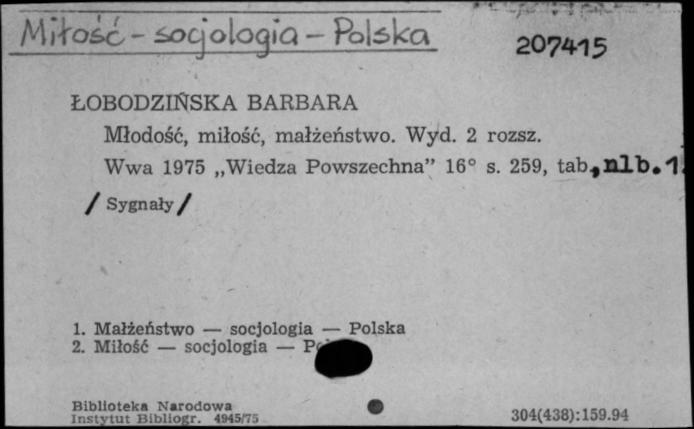 Miłość - socjologia - Polska
207415
ŁOBODZIŃSKA BARBARA
Młodość, miłość, małżeństwo. Wyd. 2 rozsz.
Wwa 1975 „Wiedza Powszechna” 16° s. 259, tab., nlb. 1.
/ Sygnały /
1. Małżeństwo — socjologia — Polska
2. Miłość — socjologia —
Biblioteka Narodowa
Instytut Bibliogr. 4945/75
304(438):159.94